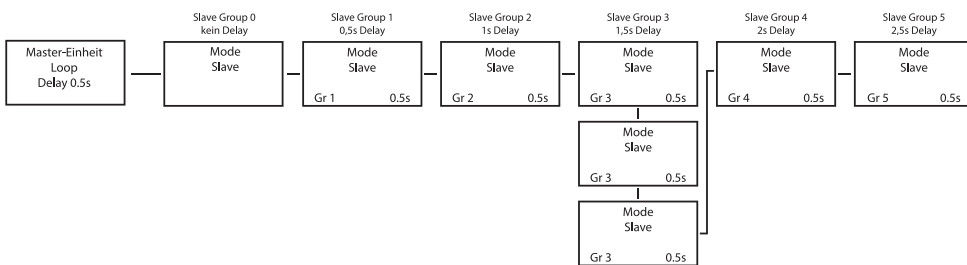 Slave Group 0
kein Delay
Slave Group 1
0,5s Delay
Slave Group 2
1s Delay
Slave Group 3
1,5s Delay
Slave Group 4
2s Delay
Slave Group 5
2,5s Delay
Master-Einheit
Loop
Delay 0.5s
Mode
Slave
Mode
Slave
Gr 1 0.5s
Mode
Slave
Gr 2 0.5s
Mode
Slave
Gr 3 0.5s
Mode
Slave
Gr 4 0.5s
Mode
Slave
Gr 5 0.5s
Mode
Slave
Gr 3 0.5s
Mode
Slave
Gr 3 0.5s